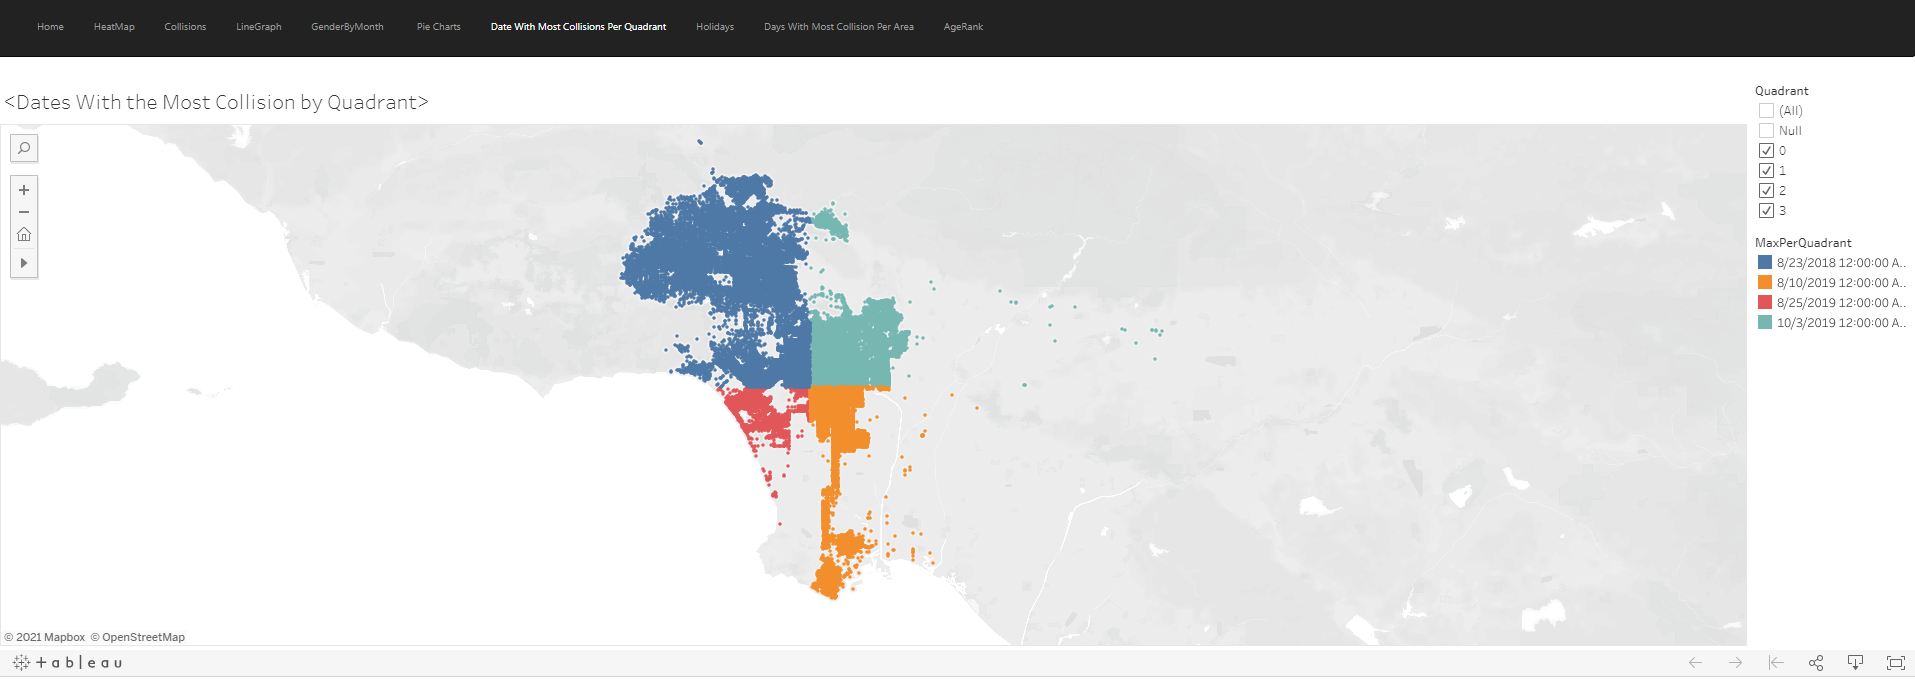 Home HeatMap Collisions LineGraph GenderByMonth Pie Charts Date With Most Collisions Per Quadrant Holidays Days With Most Collision Per Area AgeRank
<Dates With the Most Collision by Quadrant>
Quadrant
(All)
Null
0
1
2
3
MaxPerQuadrant
8/23/2018 12:00:00 A..
8/10/2019 12:00:00 A..
8/25/2019 12:00:00 A..
10/3/2019 12:00:00 A..
© 2021 Mapbox © OpenStreetMap
+ableau